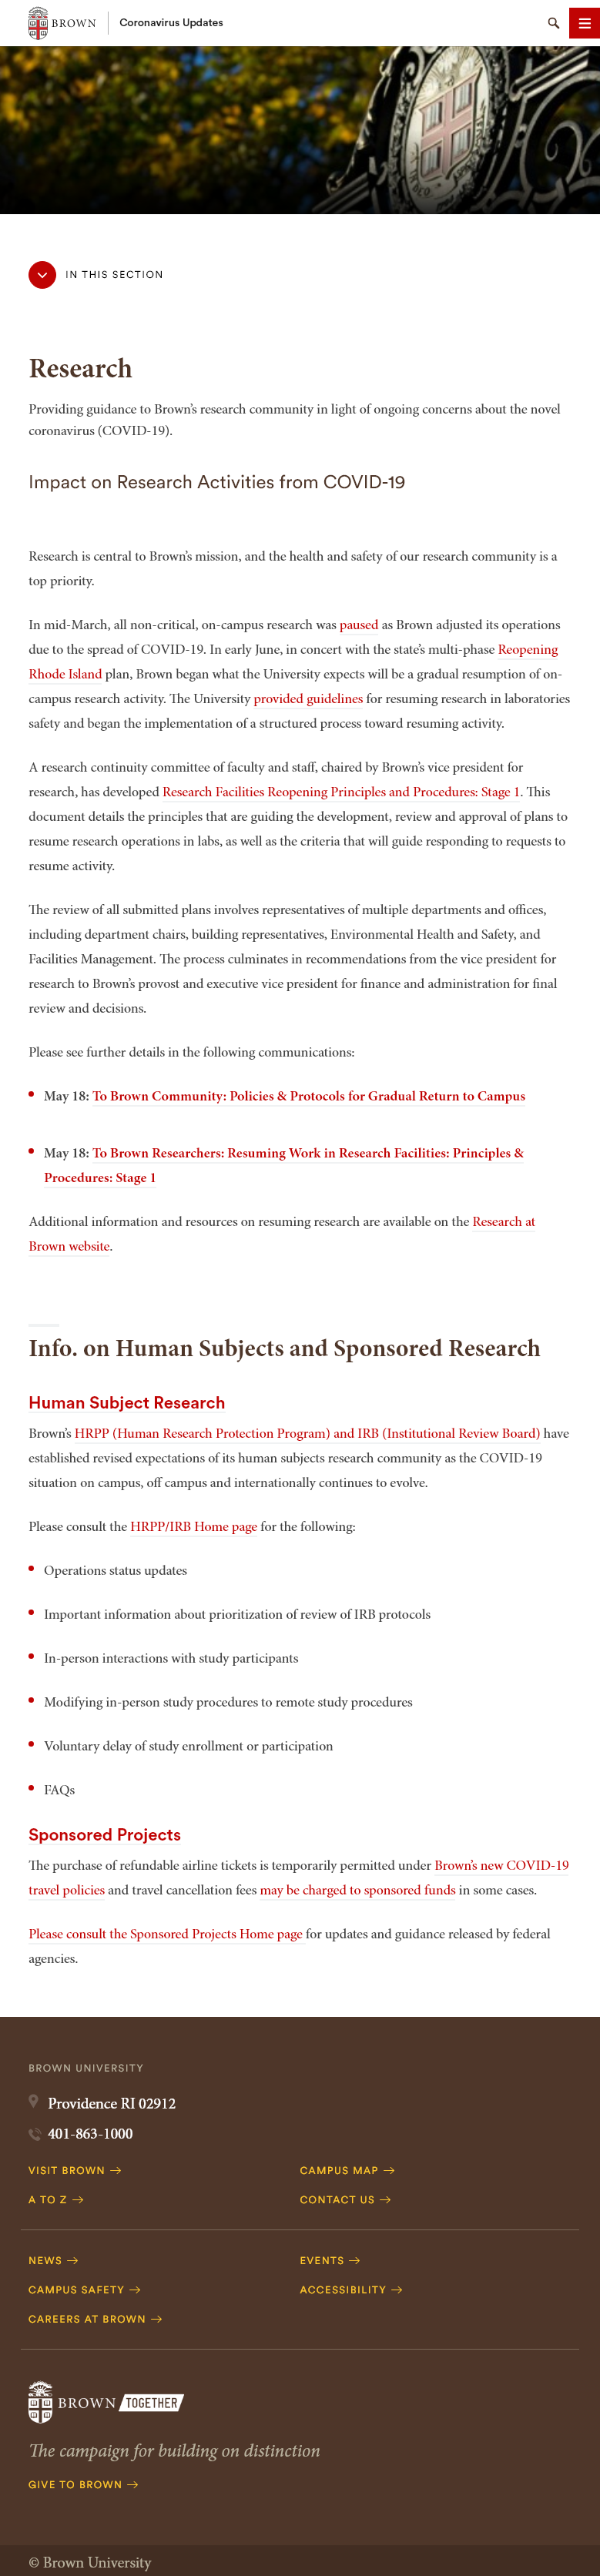 BROWN
Coronavirus Updates
IN THIS SECTION
Research
Providing guidance to Brown’s research community in light of ongoing concerns about the novel
coronavirus (COVID-19).
Impact on Research Activities from COVID-19
Research is central to Brown’s mission, and the health and safety of our research community is a
top priority.
In mid-March, all non-critical, on-campus research was paused as Brown adjusted its operations
due to the spread of COVID-19. In early June, in concert with the state’s multi-phase Reopening
Rhode Island plan, Brown began what the University expects will be a gradual resumption of on-
campus research activity. The University provided guidelines for resuming research in laboratories
safety and began the implementation of a structured process toward resuming activity.
A research continuity committee of faculty and staff, chaired by Brown’s vice president for
research, has developed Research Facilities Reopening Principles and Procedures: Stage 1. This
document details the principles that are guiding the development, review and approval of plans to
resume research operations in labs, as well as the criteria that will guide responding to requests to
resume activity.
The review of all submitted plans involves representatives of multiple departments and offices,
including department chairs, building representatives, Environmental Health and Safety, and
Facilities Management. The process culminates in recommendations from the vice president for
research to Brown’s provost and executive vice president for finance and administration for final
review and decisions.
Please see further details in the following communications:
May 18: To Brown Community: Policies & Protocols for Gradual Return to Campus
May 18: To Brown Researchers: Resuming Work in Research Facilities: Principles &
Procedures: Stage 1
Additional information and resources on resuming research are available on the Research at
Brown website.
Info. on Human Subjects and Sponsored Research
Human Subject Research
Brown’s HRPP (Human Research Protection Program) and IRB (Institutional Review Board) have
established revised expectations of its human subjects research community as the COVID-19
situation on campus, off campus and internationally continues to evolve.
Please consult the HRPP/IRB Home page for the following:
Operations status updates
Important information about prioritization of review of IRB protocols
In-person interactions with study participants
Modifying in-person study procedures to remote study procedures
Voluntary delay of study enrollment or participation
FAQs
Sponsored Projects
The purchase of refundable airline tickets is temporarily permitted under Brown’s new COVID-19
travel policies and travel cancellation fees may be charged to sponsored funds in some cases.
Please consult the Sponsored Projects Home page for updates and guidance released by federal
agencies.
BROWN UNIVERSITY
Providence RI 02912
401-863-1000
VISIT BROWN
CAMPUS MAP
A TO Z
CONTACT US
NEWS
EVENTS
CAMPUS SAFETY
ACCESSIBILITY
CAREERS AT BROWN
BROWN TOGETHER
The campaign for building on distinction
GIVE TO BROWN
© Brown University